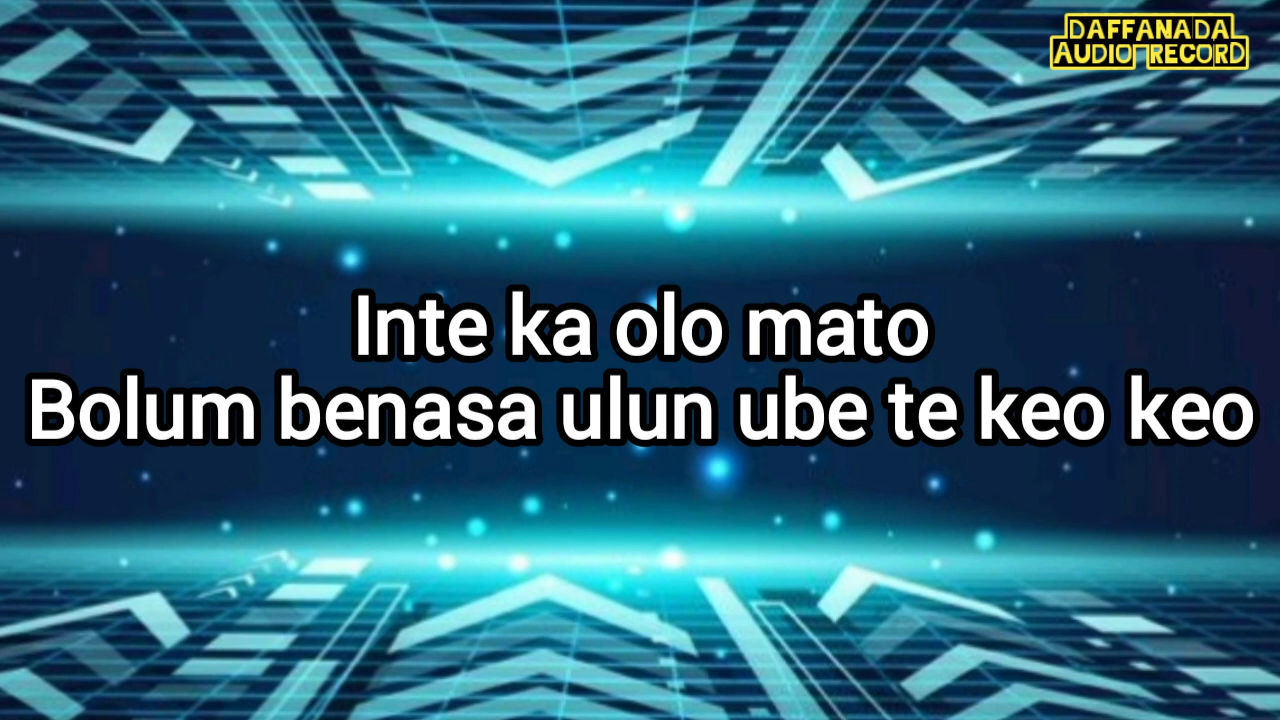 DAFFANADA
AUDIO RECORD
Inte ka olo mato
Bolum benasa ulun ube te keo keo